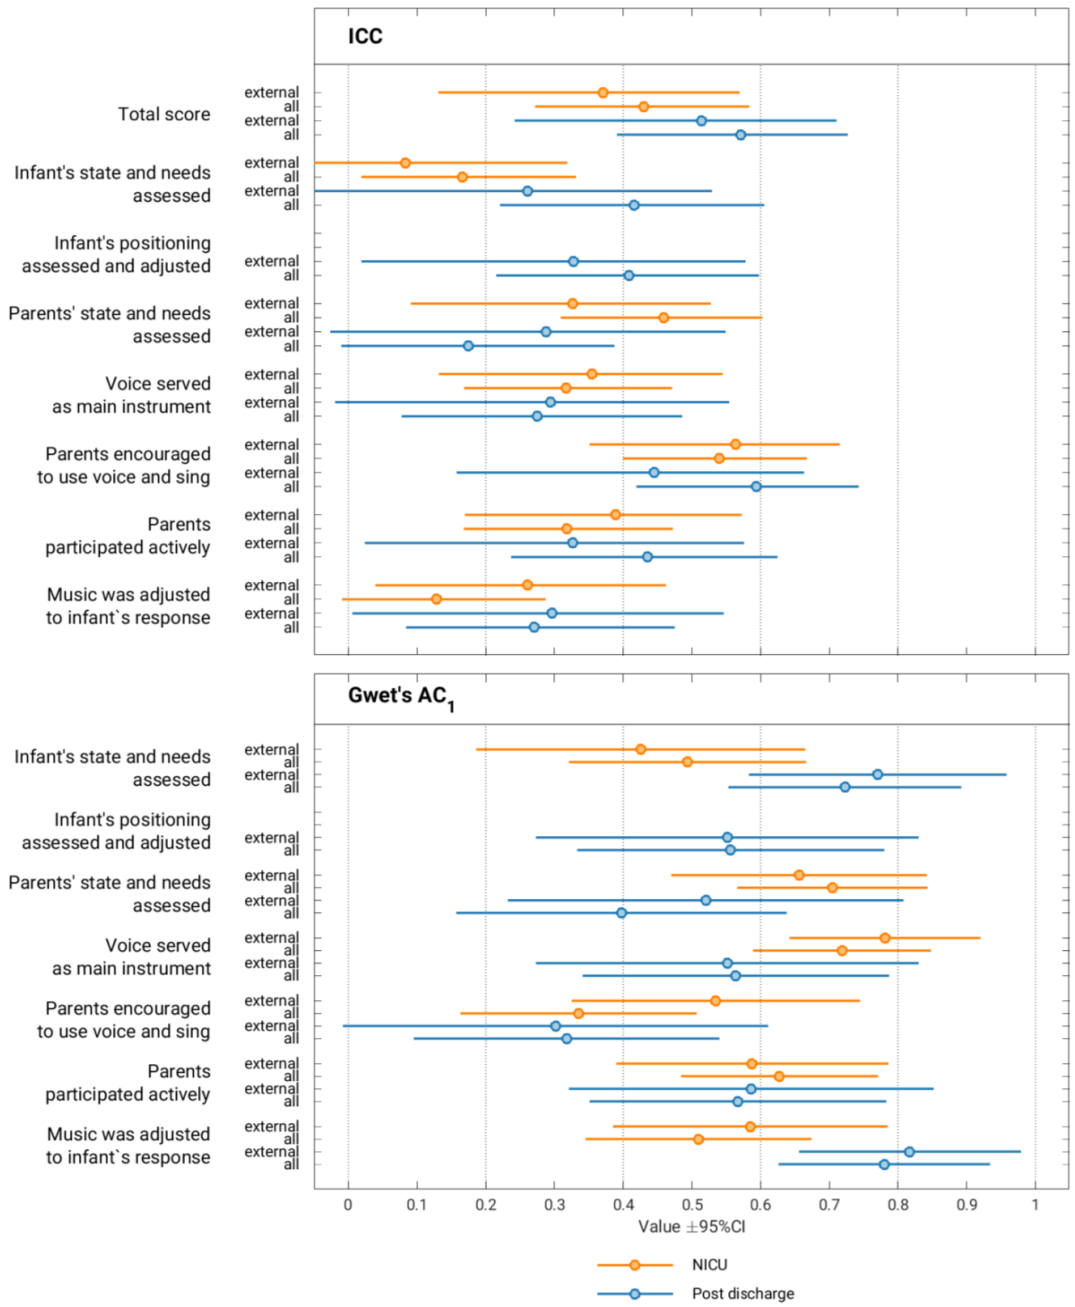 ICC
Total score
external
all
external
all
Infant's state and needs
assessed
external
all
external
all
Infant's positioning
assessed and adjusted
external
all
Parents' state and needs
assessed
external
all
external
all
Voice served
as main instrument
external
all
external
all
Parents encouraged
to use voice and sing
external
all
external
all
Parents
participated actively
external
all
external
all
Music was adjusted
to infant`s response
external
all
external
all
Gwet's AC1
Infant's state and needs
assessed
external
all
external
all
Infant's positioning
assessed and adjusted
external
all
Parents' state and needs
assessed
external
all
external
all
Voice served
as main instrument
external
all
external
all
Parents encouraged
to use voice and sing
external
all
external
all
Parents
participated actively
external
all
external
all
Music was adjusted
to infant`s response
external
all
external
all
0 0.1 0.2 0.3 0.4 0.5 0.6 0.7 0.8 0.9 1
Value ±95%CI
NICU
Post discharge